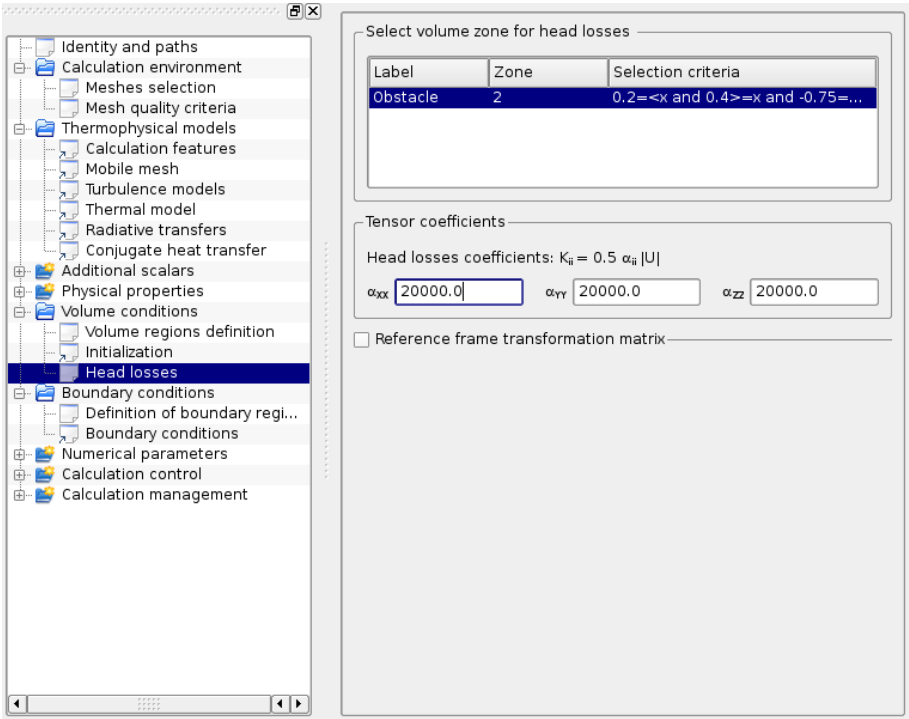 Identity and paths
Calculation environment
Meshes selection
Mesh quality criteria
Thermophysical models
Calculation features
Mobile mesh
Turbulence models
Thermal model
Radiative transfers
Conjugate heat transfer
Additional scalars
Physical properties
Volume conditions
Volume regions definition
Initialization
Head losses
Boundary conditions
Definition of boundary regi...
Boundary conditions
Numerical parameters
Calculation control
Calculation management
Select volume zone for head losses
Label Zone Selection criteria
Obstacle 2 0.2=<x and 0.4>=x and -0.75=...
Tensor coefficients
Head losses coefficients: Kii = 0.5 αii |U|
αXX 20000.0 αYY 20000.0 αZZ 20000.0
Reference frame transformation matrix